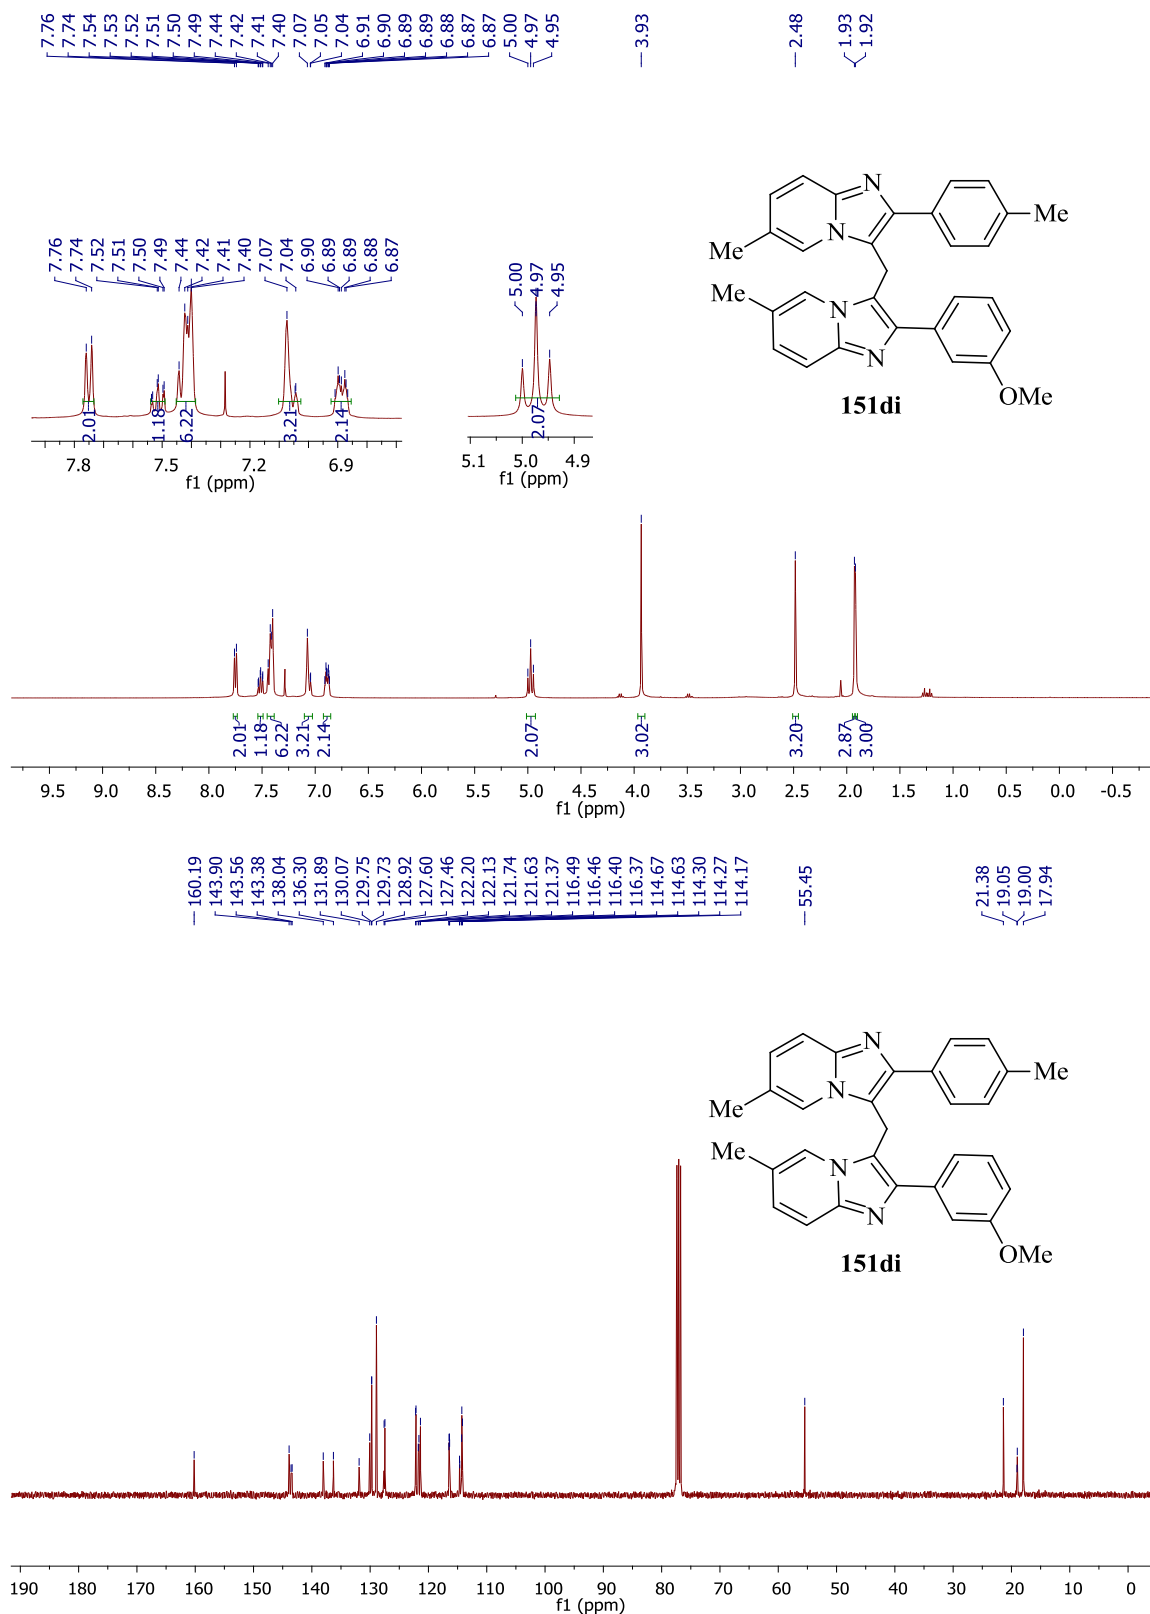 7.76 7.74 7.54 7.53 7.52 7.51 7.50 7.49 7.44 7.42 7.41 7.40 7.07 7.05 7.04 6.91 6.90 6.89 6.89 6.88 6.87 6.87 5.00 4.97 4.95 3.93 2.48 1.93 1.92
7.76 7.74 7.52 7.51 7.50 7.49 7.44 7.42 7.41 7.40 7.07 7.04 6.90 6.89 6.89 6.88 6.87
5.00 4.97 4.95
N
Me
N
Me
Me
N
N
OMe
151di
2.01 1.18 6.22 3.21 2.14
7.8 7.5 7.2 6.9
f1 (ppm)
2.07
5.1 5.0 4.9
f1 (ppm)
2.01 1.18 6.22 3.21 2.14 2.07 3.02 3.20 2.87 3.00
9.5 9.0 8.5 8.0 7.5 7.0 6.5 6.0 5.5 5.0 4.5 4.0 3.5 3.0 2.5 2.0 1.5 1.0 0.5 0.0 -0.5
f1 (ppm)
160.19 143.90 143.56 143.38 138.04 136.30 131.89 130.07 129.75 129.73 128.92 127.60 127.46 122.20 122.13 121.74 121.63 121.37 116.49 116.46 116.40 116.37 114.67 114.63 114.30 114.27 114.17 55.45 21.38 19.05 19.00 17.94
N
Me
N
Me
Me
N
N
OMe
151di
190 180 170 160 150 140 130 120 110 100 90 80 70 60 50 40 30 20 10 0
f1 (ppm)